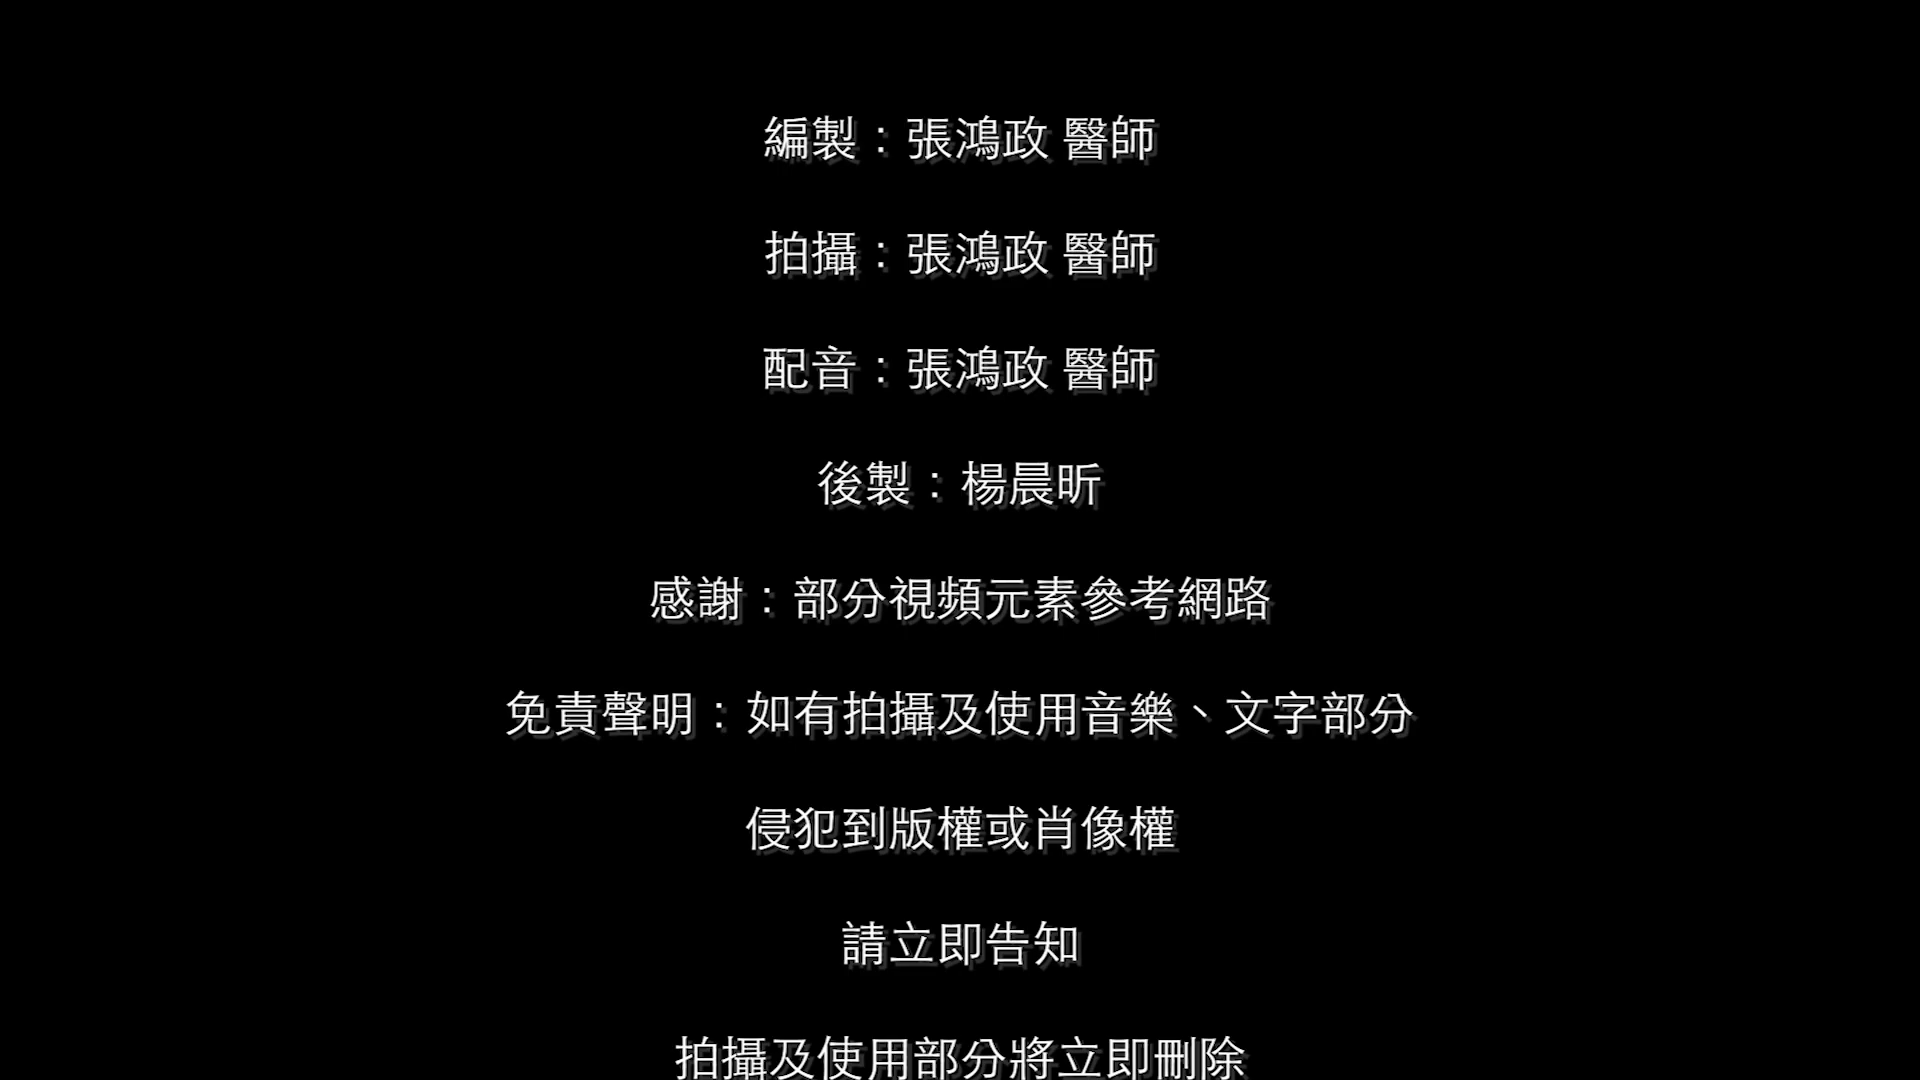 編製：張鴻政 醫師
拍攝：張鴻政 醫師
配音：張鴻政 醫師
後製：楊晨昕
感謝：部分視頻元素參考網路
免責聲明：如有拍攝及使用音樂、文字部分
侵犯到版權或肖像權
請立即告知
拍攝及使用部分將立即刪除